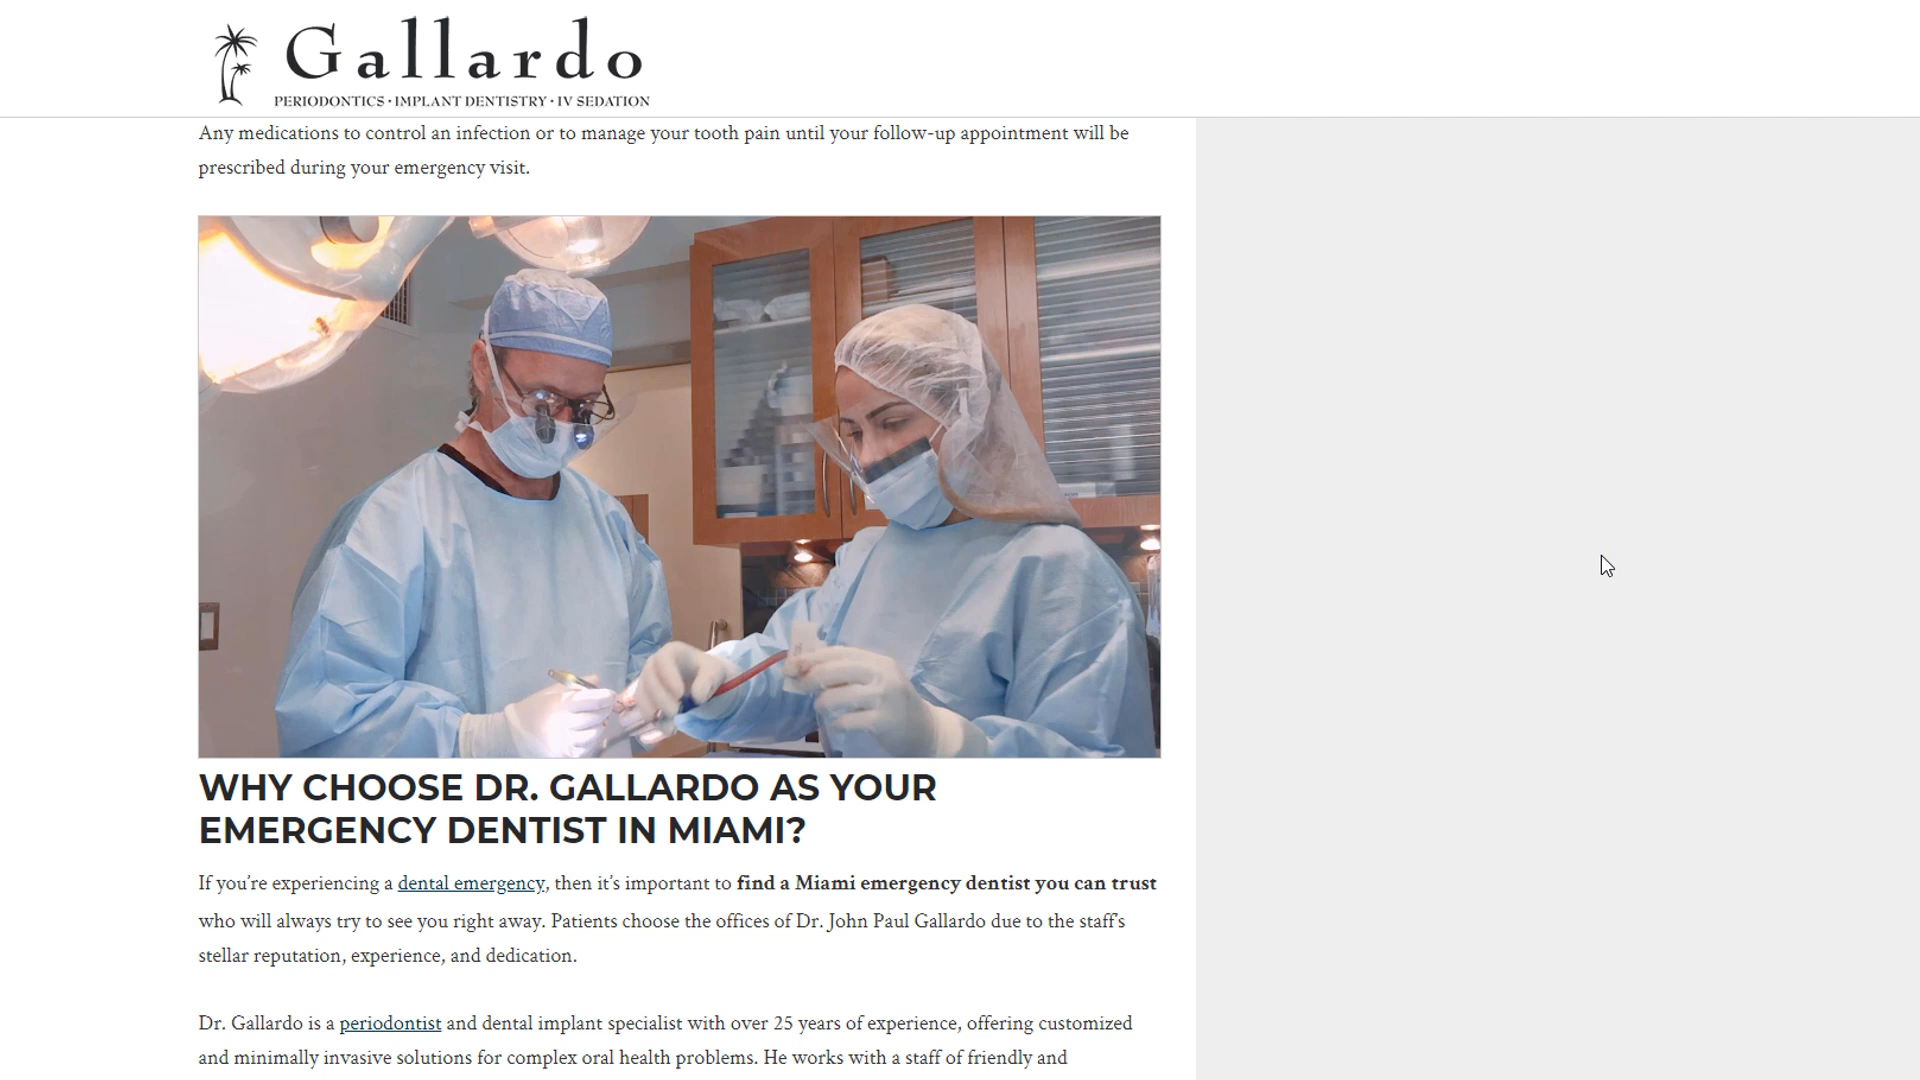 Gallardo
PERIODONTICS · IMPLANT DENTISTRY · IV SEDATION
Any medications to control an infection or to manage your tooth pain until your follow-up appointment will be
prescribed during your emergency visit.
WHY CHOOSE DR. GALLARDO AS YOUR
EMERGENCY DENTIST IN MIAMI?
If you’re experiencing a dental emergency, then it’s important to find a Miami emergency dentist you can trust
who will always try to see you right away. Patients choose the offices of Dr. John Paul Gallardo due to the staff’s
stellar reputation, experience, and dedication.
Dr. Gallardo is a periodontist and dental implant specialist with over 25 years of experience, offering customized
and minimally invasive solutions for complex oral health problems. He works with a staff of friendly and